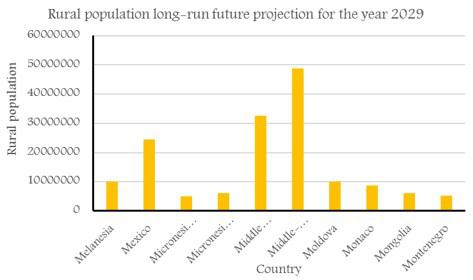 Rural population long-run future projection for the year 2029
Rural population
60000000
50000000
40000000
30000000
20000000
10000000
0
Melanesia
Mexico
Micronesi...
Micronesi...
Middle...
Middle-...
Moldova
Monaco
Mongolia
Montenegro
Country